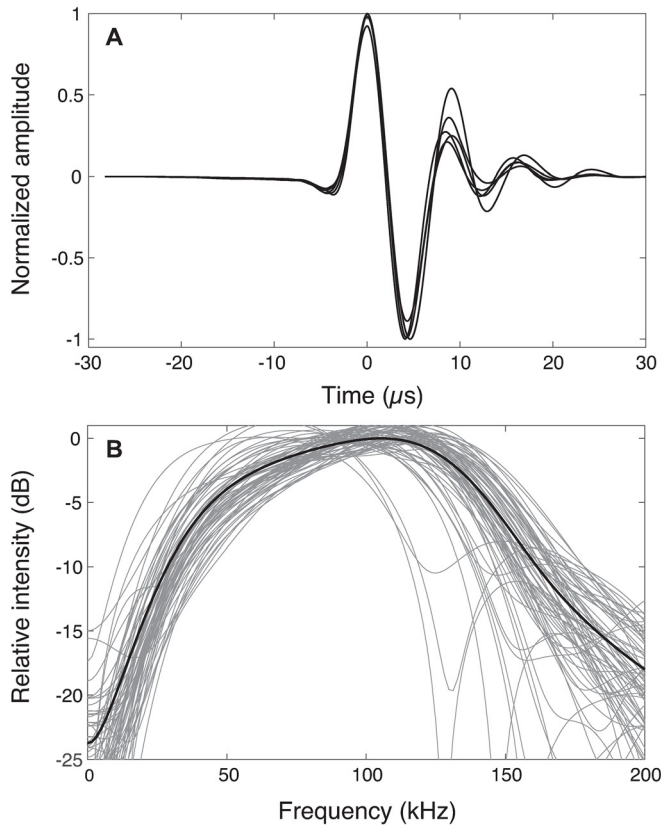 A
Normalized amplitude
1
0.5
0
-0.5
-1
-30 -20 -10 0 10 20 30
Time (μs)
B
Relative intensity (dB)
0
-5
-10
-15
-20
-25
0 50 100 150 200
Frequency (kHz)